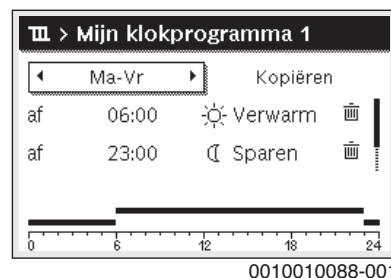 > Mijn klokprogramma 1
Ma-Vr Kopiëren
af 06:00 Verwarm
af 23:00 Sparen
0 6 12 18 24
0010010088-001